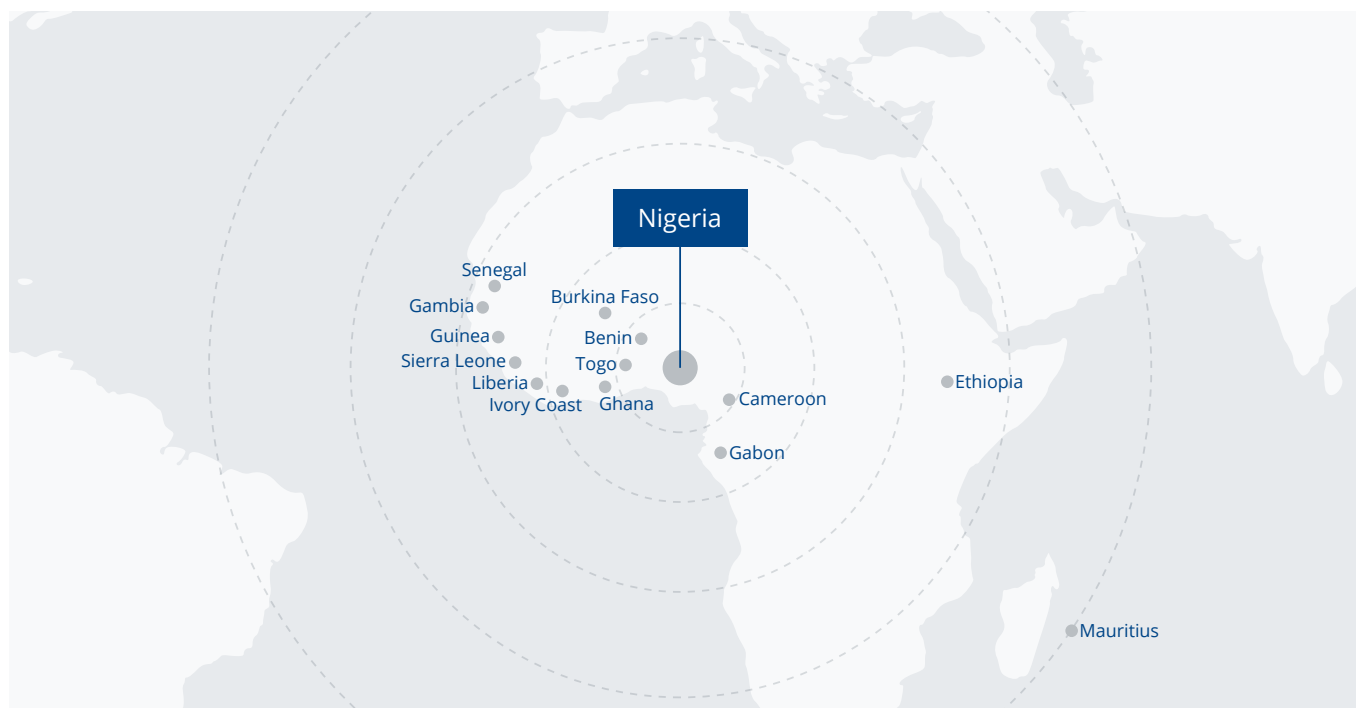 Nigeria
Senegal
Burkina Faso
Gambia
Guinea
Benin
Sierra Leone
Togo
Liberia
Ethiopia
Ivory Coast
Ghana
Cameroon
Gabon
Mauritius